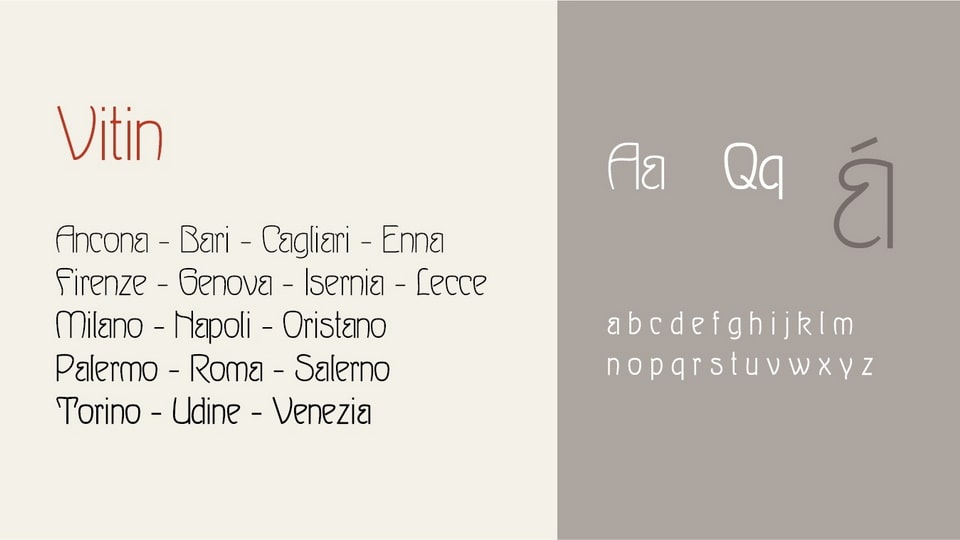 Vitin
Ancona - Bari - Cagliari - Enna
Firenze - Genova - Isernia - Lecce
Milano - Napoli - Oristano
Palermo - Roma - Salerno
Torino - Udine - Venezia
Aa Qq á
a b c d e f g h i j k l m
n o p q r s t u v w x y z